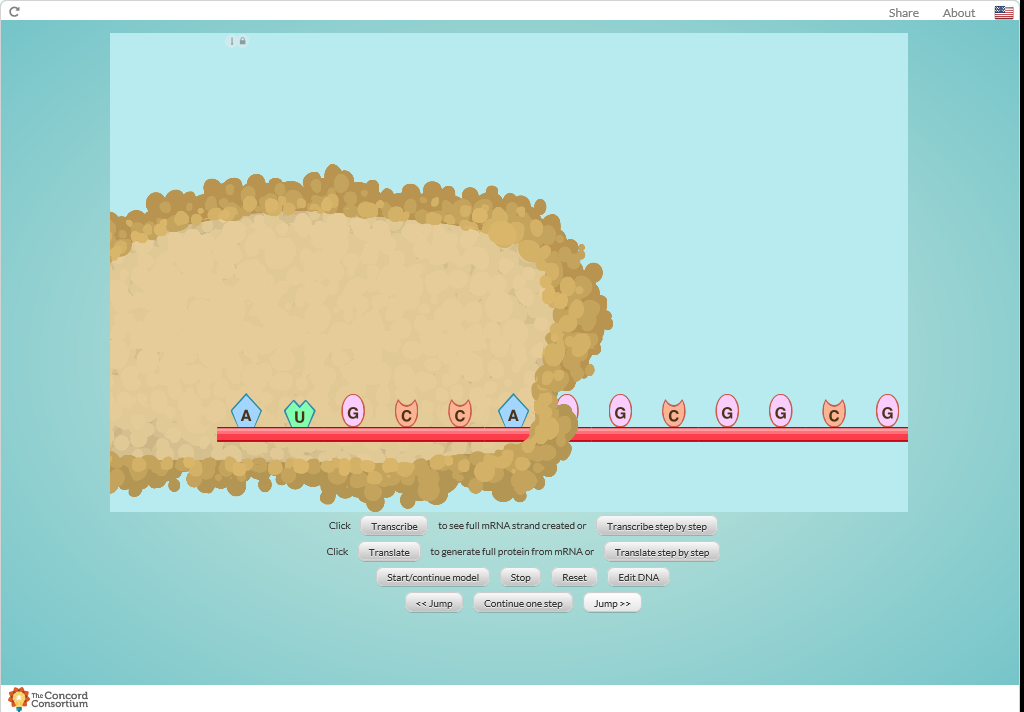 Share About
A U G C C A G C G G C G
Click Transcribe to see full mRNA strand created or Transcribe step by step
Click Translate to generate full protein from mRNA or Translate step by step
Start/continue model Stop Reset Edit DNA
<< Jump Continue one step Jump >>
The Concord
Consortium